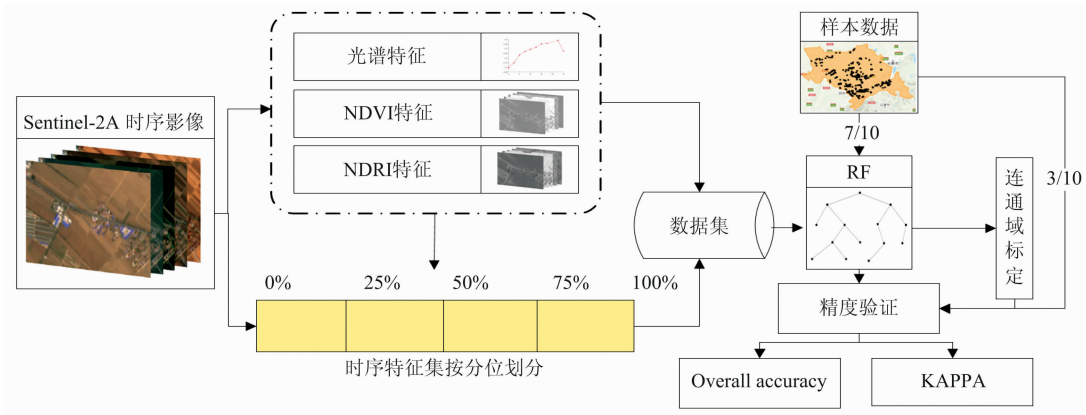 Sentinel-2A 时序影像
光谱特征
NDVI特征
NDRI特征
0%
25%
50%
75%
100%
时序特征集按分位划分
数据集
样本数据
7/10
3/10
RF
连通域标定
精度验证
Overall accuracy
KAPPA